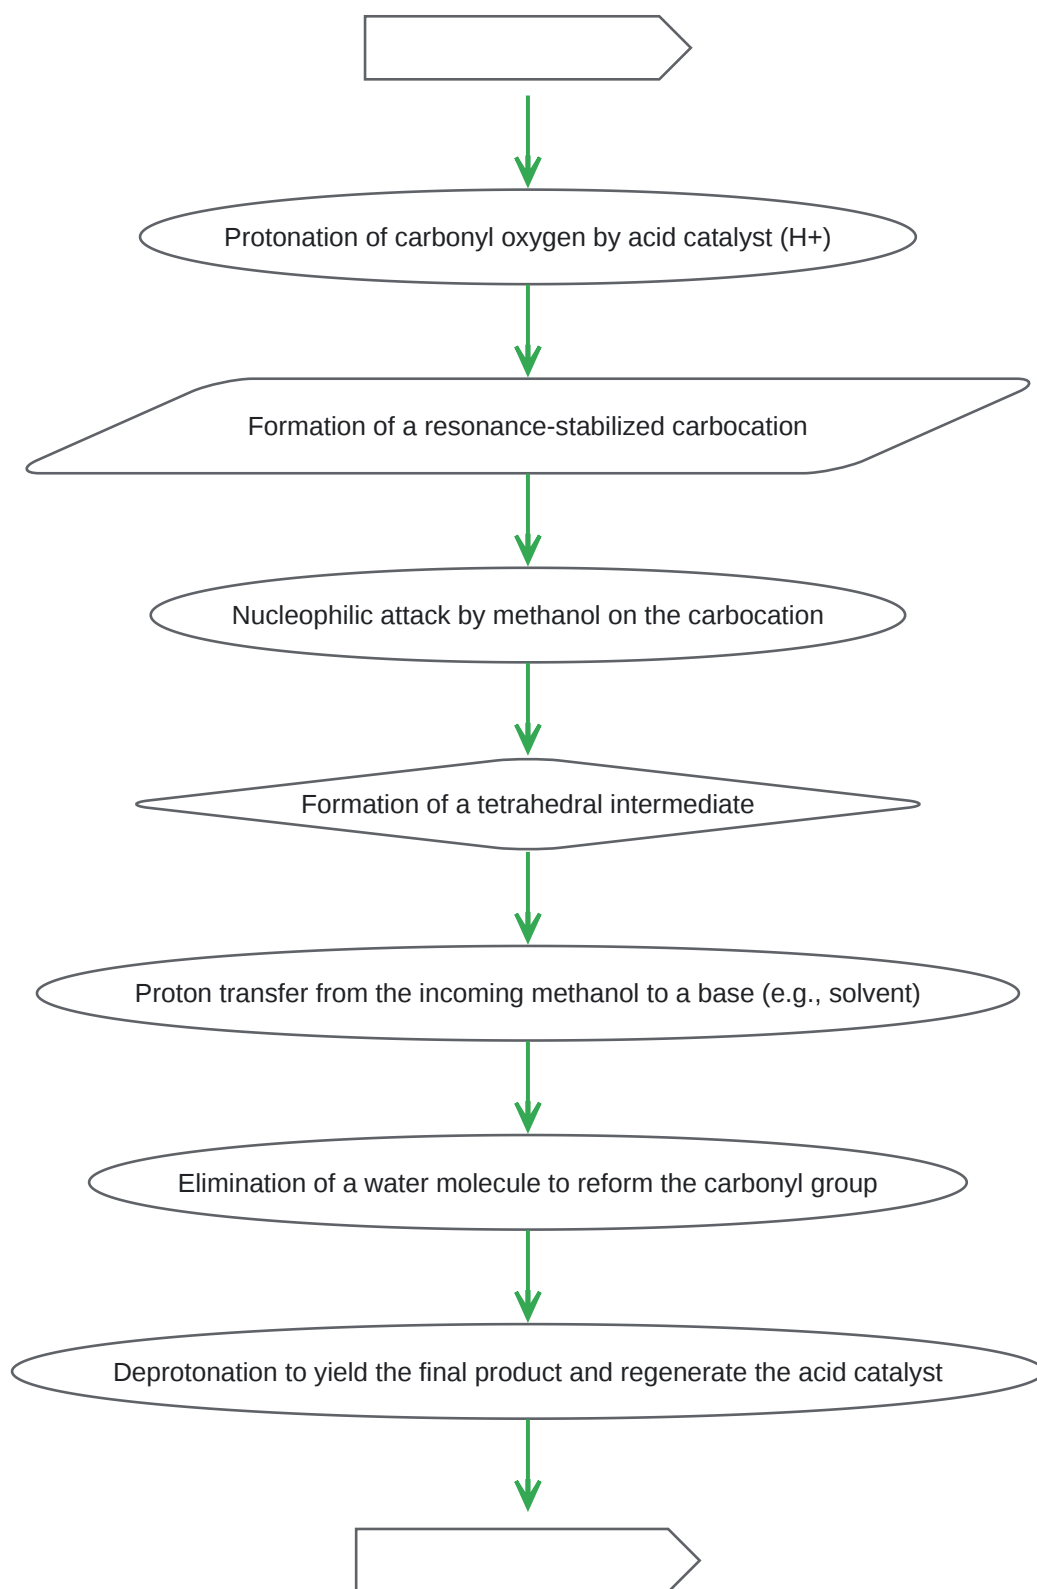 Protonation of carbonyl oxygen by acid catalyst (H+)
Formation of a resonance-stabilized carbocation
Nucleophilic attack by methanol on the carbocation
Formation of a tetrahedral intermediate
Proton transfer from the incoming methanol to a base (e.g., solvent)
Elimination of a water molecule to reform the carbonyl group
Deprotonation to yield the final product and regenerate the acid catalyst